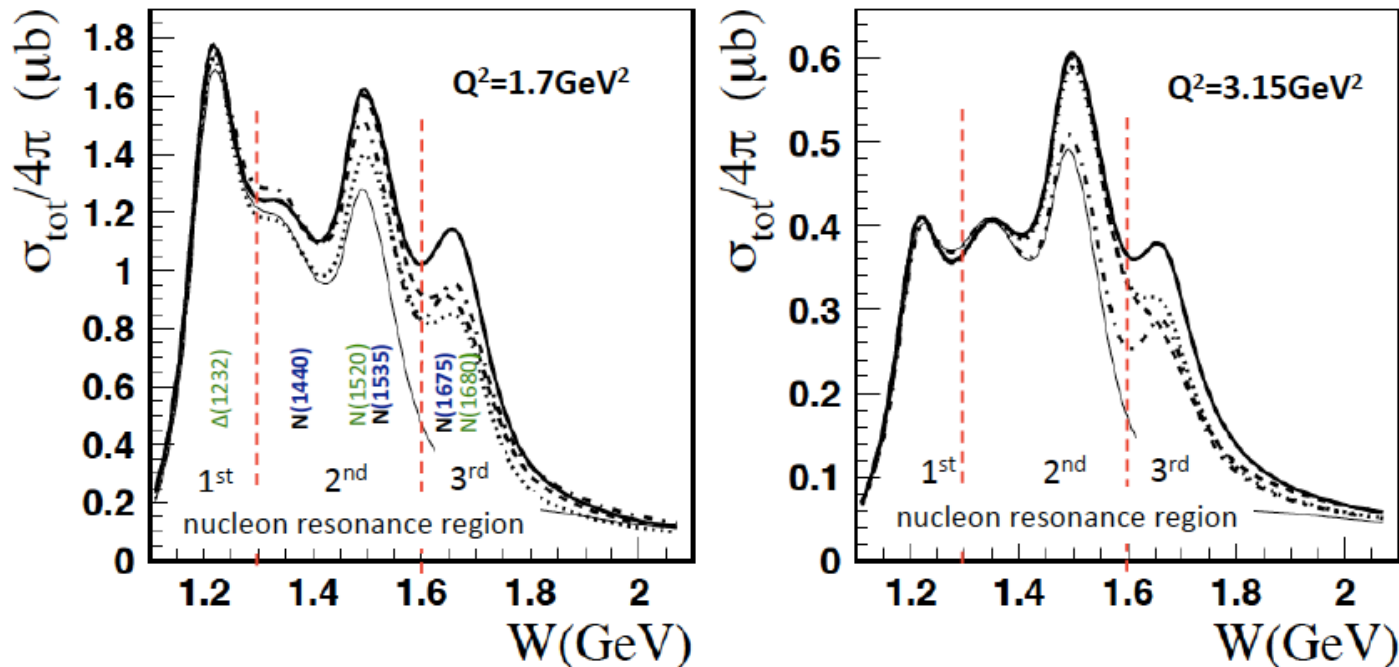 σtot/4π (μb)
1.8
1.6
1.4
1.2
1
0.8
0.6
0.4
0.2
0
Q²=1.7GeV²
Δ(1232)
N(1440)
N(1520)
N(1535)
N(1675)
N(1680)
1st
2nd
3rd
nucleon resonance region
1.2
1.4
1.6
1.8
2
W(GeV)
σtot/4π (μb)
0.6
0.5
0.4
0.3
0.2
0.1
0
Q²=3.15GeV²
1st
2nd
3rd
nucleon resonance region
1.2
1.4
1.6
1.8
2
W(GeV)